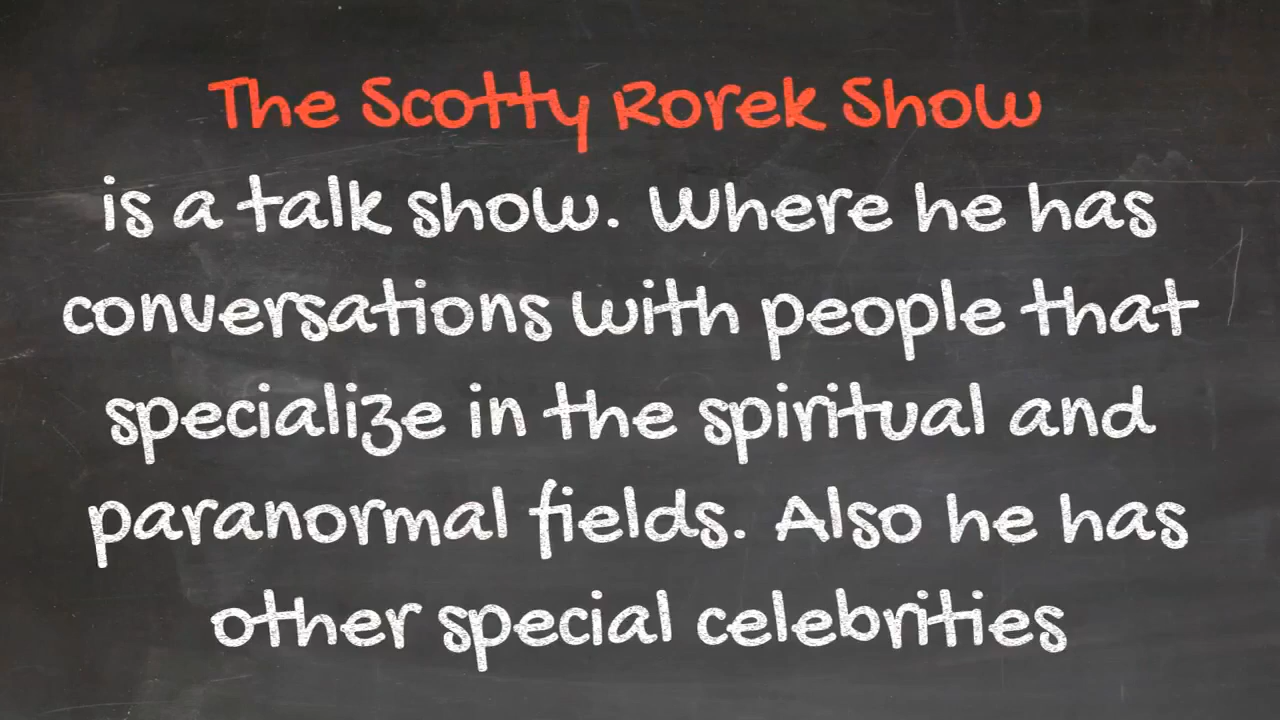 The Scotty Rorek Show
is a talk show. Where he has
conversations with people that
specialize in the spiritual and
paranormal fields. Also he has
other special celebrities